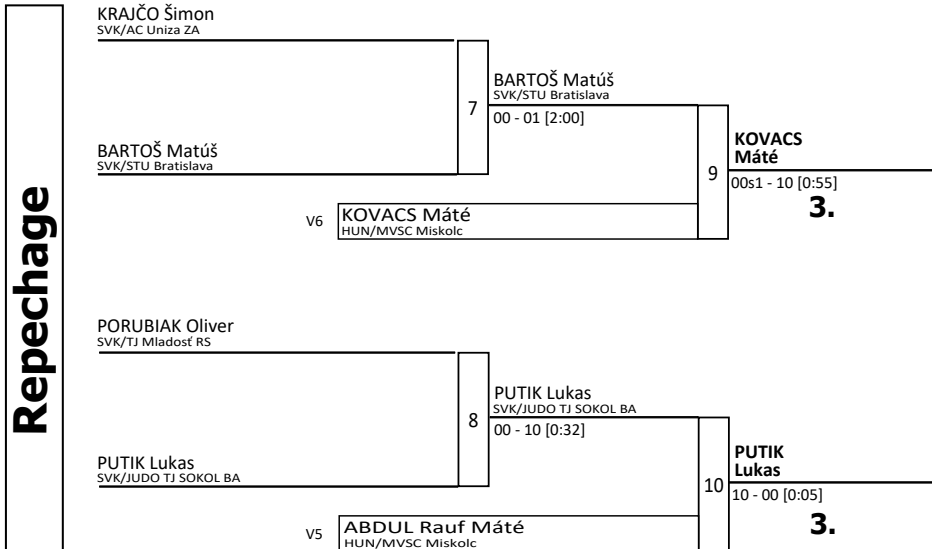 Repechage
KRAJČO Šimon
SVK/AC Uniza ZA
7
BARTOŠ Matúš
SVK/STU Bratislava
00 - 01 [2:00]
BARTOŠ Matúš
SVK/STU Bratislava
9
KOVACS
Máté
00s1 - 10 [0:55]
3.
V6
KOVACS Máté
HUN/MVSC Miskolc
PORUBIAK Oliver
SVK/TJ Mladosť RS
8
PUTIK Lukas
SVK/JUDO TJ SOKOL BA
00 - 10 [0:32]
PUTIK Lukas
SVK/JUDO TJ SOKOL BA
10
PUTIK
Lukas
10 - 00 [0:05]
3.
V5
ABDUL Rauf Máté
HUN/MVSC Miskolc